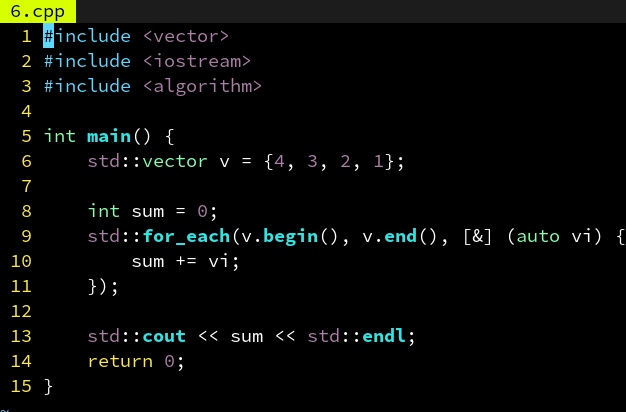 6.cpp
1 #include <vector>
2 #include <iostream>
3 #include <algorithm>
4
5 int main() {
6     std::vector v = {4, 3, 2, 1};
7
8     int sum = 0;
9     std::for_each(v.begin(), v.end(), [&] (auto vi) {
10         sum += vi;
11     });
12
13     std::cout << sum << std::endl;
14     return 0;
15 }
~